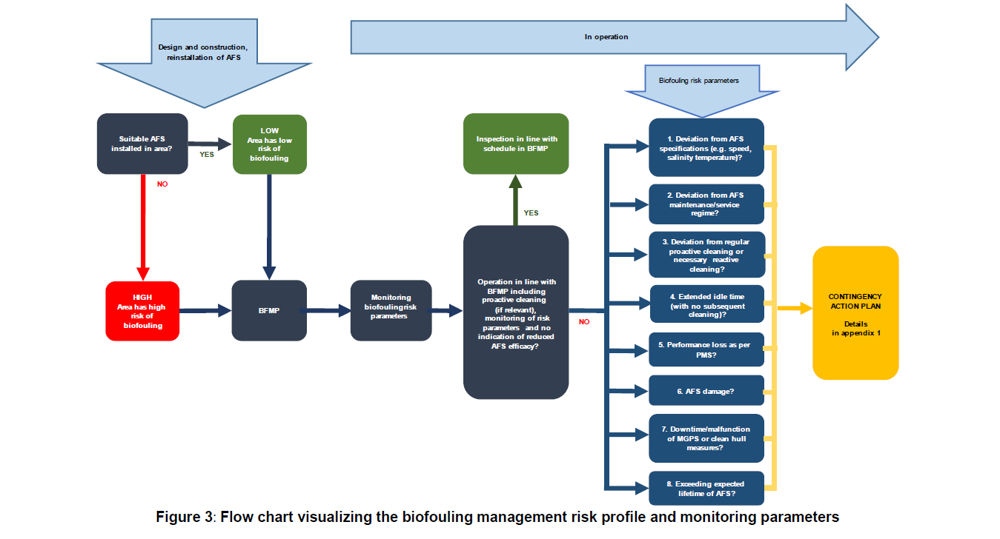 Design and construction,
reinstallation of AFS
In operation
Biofouling risk parameters
Suitable AFS
installed in area?
YES
NO
LOW
Area has low
risk of
biofouling
HIGH
Area has high
risk of
biofouling
BFMP
Monitoring
biofoulingrisk
parameters
Inspection in line with
schedule in BFMP
YES
Operation in line with
BFMP including
proactive cleaning
(if relevant),
monitoring of risk
parameters and no
indication of reduced
AFS efficacy?
NO
1. Deviation from AFS
specifications (e.g. speed,
salinity temperature)?
2. Deviation from AFS
maintenance/service
regime?
3. Deviation from regular
proactive cleaning or
necessary reactive
cleaning?
4. Extended idle time
(with no subsequent
cleaning)?
5. Performance loss as per
PMS?
6. AFS damage?
7. Downtime/malfunction
of MGPS or clean hull
measures?
8. Exceeding expected
lifetime of AFS?
CONTINGENCY
ACTION PLAN
Details
in appendix 1
Figure 3: Flow chart visualizing the biofouling management risk profile and monitoring parameters